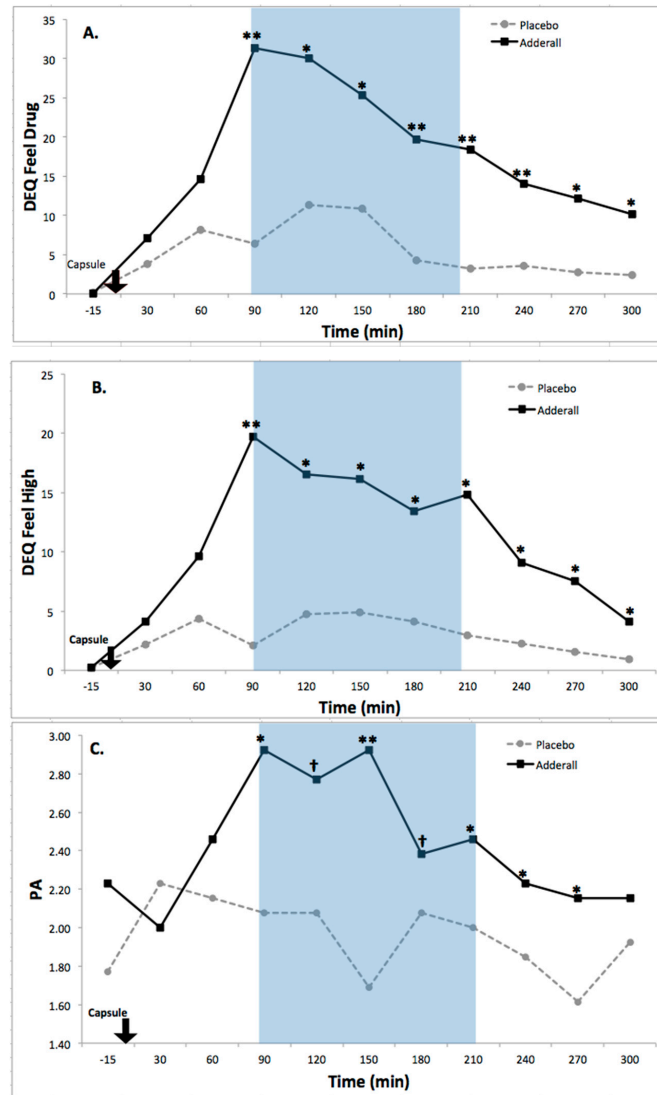 A.
Placebo
Adderall
35
30
25
20
15
10
5
0
DEQ Feel Drug
Capsule
** * * ** ** ** * *
-15 30 60 90 120 150 180 210 240 270 300
Time (min)
B.
Placebo
Adderall
25
20
15
10
5
0
DEQ Feel High
Capsule
** * * * * * * *
-15 30 60 90 120 150 180 210 240 270 300
Time (min)
C.
Placebo
Adderall
3.00
2.80
2.60
2.40
2.20
2.00
1.80
1.60
1.40
PA
Capsule
* † ** † * * *
-15 30 60 90 120 150 180 210 240 270 300
Time (min)